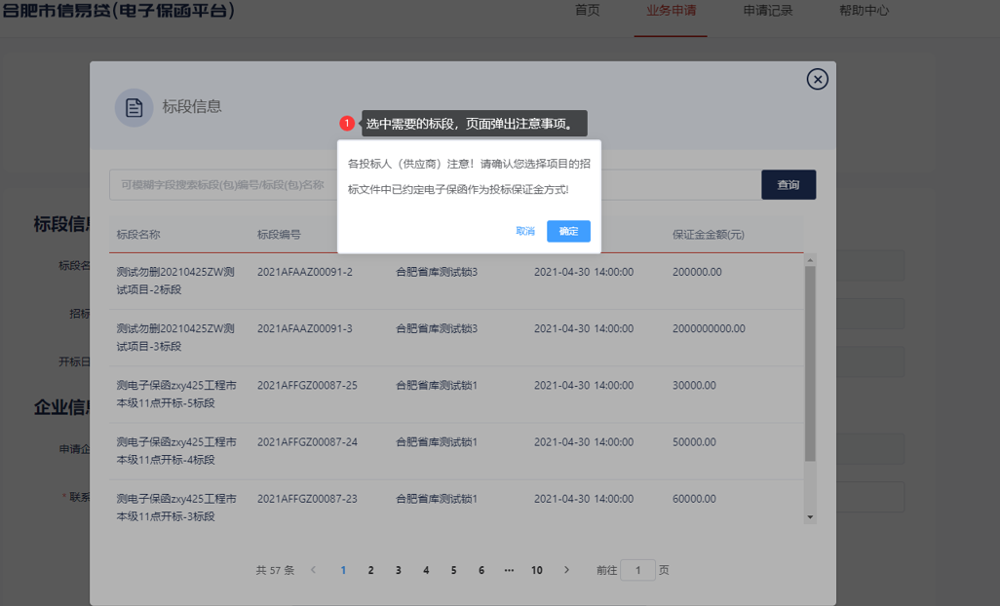 合肥市信易贷(电子保函平台)
首页 业务申请 申请记录 帮助中心
标段信息
1 选中需要的标段，页面弹出注意事项。
各投标人（供应商）注意！请确认您选择项目的招
标文件中已约定电子保函作为投标保证金方式!
取消 确定
可模糊字段搜索标段(包)编号/标段(包)名称
查询
标段信
标段名称 标段编号 保证金金额(元)
标段名
测试勿删20210425ZW测
试项目-2标段
2021AFAAZ00091-2 合肥省库测试锁3 2021-04-30 14:00:00 200000.00
招标
测试勿删20210425ZW测
试项目-3标段
2021AFAAZ00091-3 合肥省库测试锁3 2021-04-30 14:00:00 2000000000.00
开标日
测电子保函zxy425工程市
本级11点开标-5标段
2021AFFGZ00087-25 合肥省库测试锁1 2021-04-30 14:00:00 30000.00
企业信
测电子保函zxy425工程市
本级11点开标-4标段
2021AFFGZ00087-24 合肥省库测试锁1 2021-04-30 14:00:00 50000.00
申请企
测电子保函zxy425工程市
本级11点开标-3标段
2021AFFGZ00087-23 合肥省库测试锁1 2021-04-30 14:00:00 60000.00
* 联系
共 57 条 1 2 3 4 5 6 ··· 10 前往 1 页